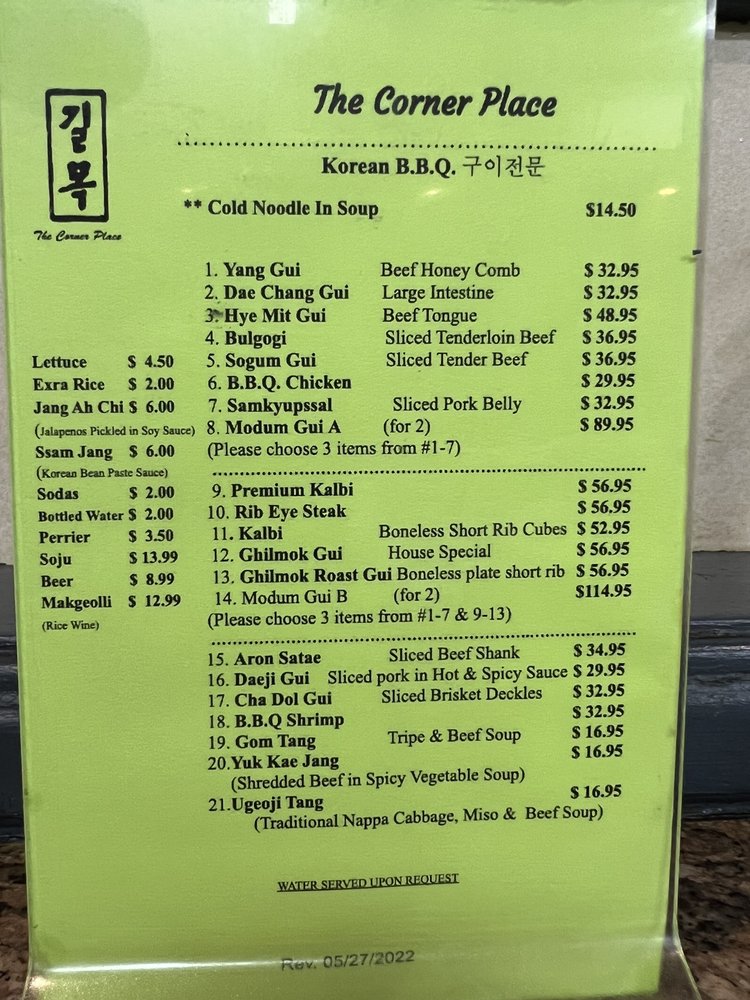 길목
The Corner Place
The Corner Place
Korean B.B.Q. 구이전문
** Cold Noodle In Soup $14.50
1. Yang Gui Beef Honey Comb $ 32.95
2. Dae Chang Gui Large Intestine $ 32.95
3. Hye Mit Gui Beef Tongue $ 48.95
4. Bulgogi Sliced Tenderloin Beef $ 36.95
5. Sogum Gui Sliced Tender Beef $ 36.95
6. B.B.Q. Chicken $ 29.95
7. Samkyupssal Sliced Pork Belly $ 32.95
8. Modum Gui A (for 2) $ 89.95
(Please choose 3 items from #1-7)
9. Premium Kalbi $ 56.95
10. Rib Eye Steak $ 56.95
11. Kalbi Boneless Short Rib Cubes $ 52.95
12. Ghilmok Gui House Special $ 56.95
13. Ghilmok Roast Gui Boneless plate short rib $ 56.95
14. Modum Gui B (for 2) $114.95
(Please choose 3 items from #1-7 & 9-13)
15. Aron Satae Sliced Beef Shank $ 34.95
16. Daeji Gui Sliced pork in Hot & Spicy Sauce $ 29.95
17. Cha Dol Gui Sliced Brisket Deckles $ 32.95
18. B.B.Q Shrimp $ 32.95
19. Gom Tang Tripe & Beef Soup $ 16.95
20.Yuk Kae Jang $ 16.95
(Shredded Beef in Spicy Vegetable Soup)
21.Ugeoji Tang $ 16.95
(Traditional Nappa Cabbage, Miso & Beef Soup)
Lettuce $ 4.50
Exra Rice $ 2.00
Jang Ah Chi $ 6.00
(Jalapenos Pickled in Soy Sauce)
Ssam Jang $ 6.00
(Korean Bean Paste Sauce)
Sodas $ 2.00
Bottled Water $ 2.00
Perrier $ 3.50
Soju $ 13.99
Beer $ 8.99
Makgeolli $ 12.99
(Rice Wine)
WATER SERVED UPON REQUEST
Rev. 05/27/2022